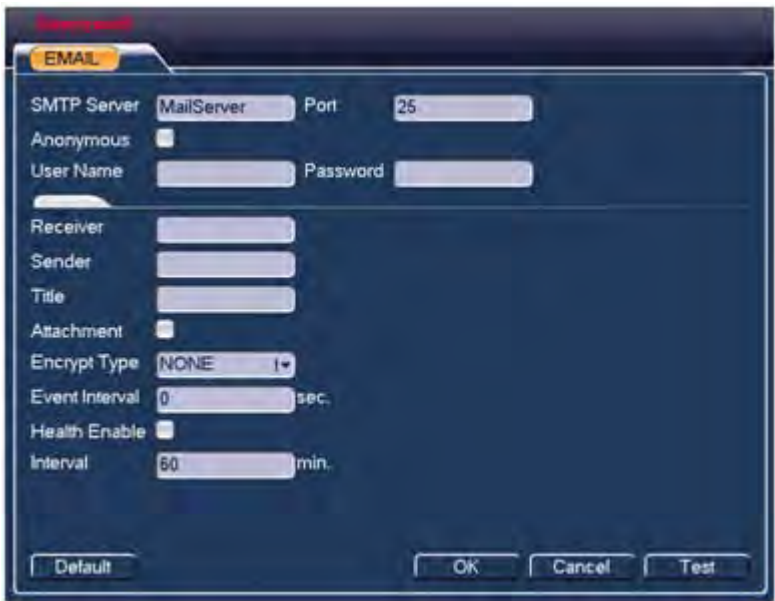 Honeywell
EMAIL
SMTP Server MailServer Port 25
Anonymous
User Name Password
Receiver
Sender
Title
Attachment
Encrypt Type NONE
Event Interval 0 sec.
Health Enable
Interval 60 min.
Default OK Cancel Test